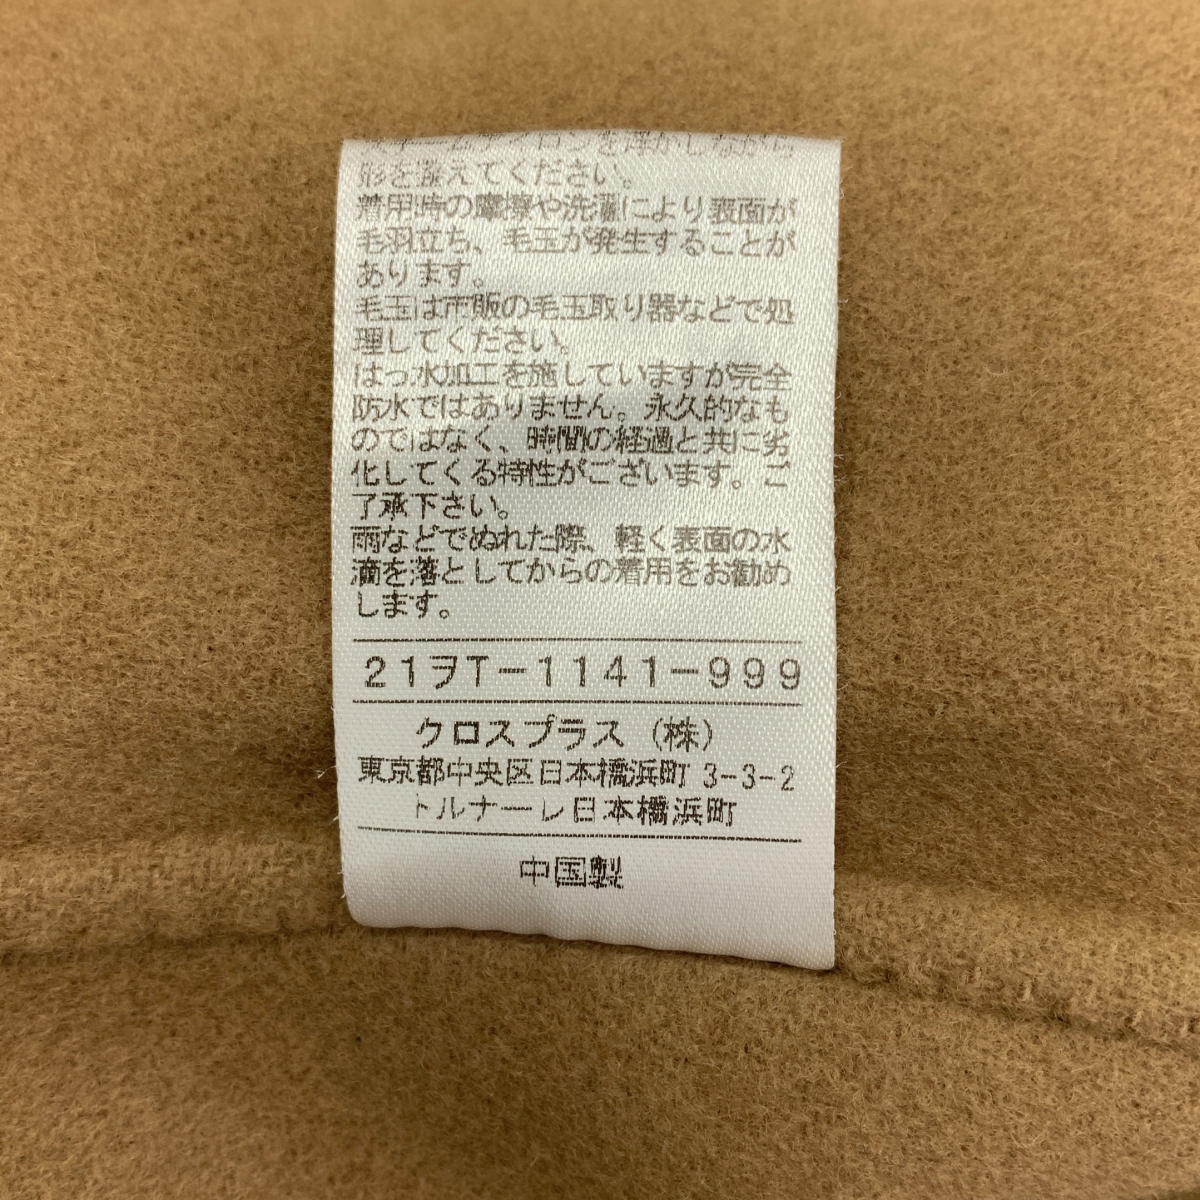 イロンを浮かしながら
形を整えてください。
着用時の摩擦や洗濯により表面が
毛羽立ち、毛玉が発生することが
あります。
毛玉は市販の毛玉取り器などで処
理してください。
はっ水加工を施していますが完全
防水ではありません。永久的なも
のではなく、時間の経過と共に劣
化してくる特性がございます。ご
了承下さい。
雨などでぬれた際、軽く表面の水
滴を落としてからの着用をお勧め
します。
21ヲT-1141-999
クロスプラス（株）
東京都中央区日本橋浜町 3-3-2
トルナーレ日本橋浜町
中国製